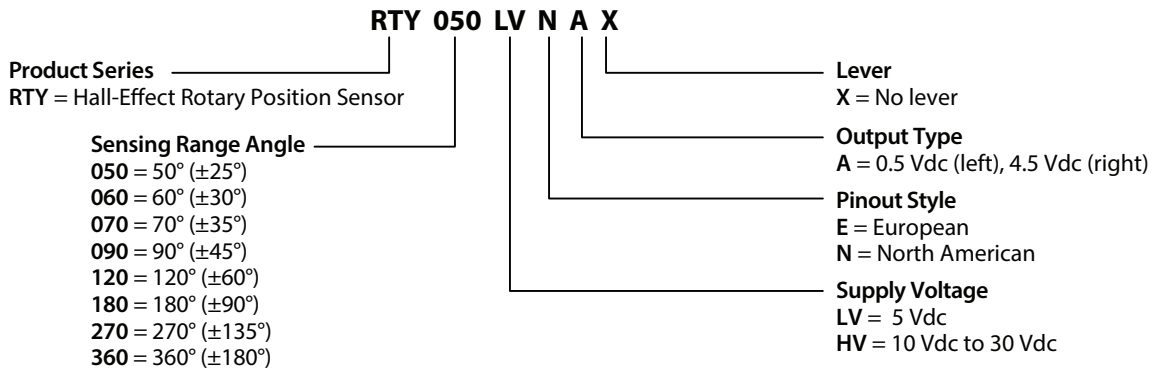 RTY 050 LV N A X
Product Series
RTY = Hall-Effect Rotary Position Sensor
Sensing Range Angle
050 = 50° (±25°)
060 = 60° (±30°)
070 = 70° (±35°)
090 = 90° (±45°)
120 = 120° (±60°)
180 = 180° (±90°)
270 = 270° (±135°)
360 = 360° (±180°)
Lever
X = No lever
Output Type
A = 0.5 Vdc (left), 4.5 Vdc (right)
Pinout Style
E = European
N = North American
Supply Voltage
LV = 5 Vdc
HV = 10 Vdc to 30 Vdc